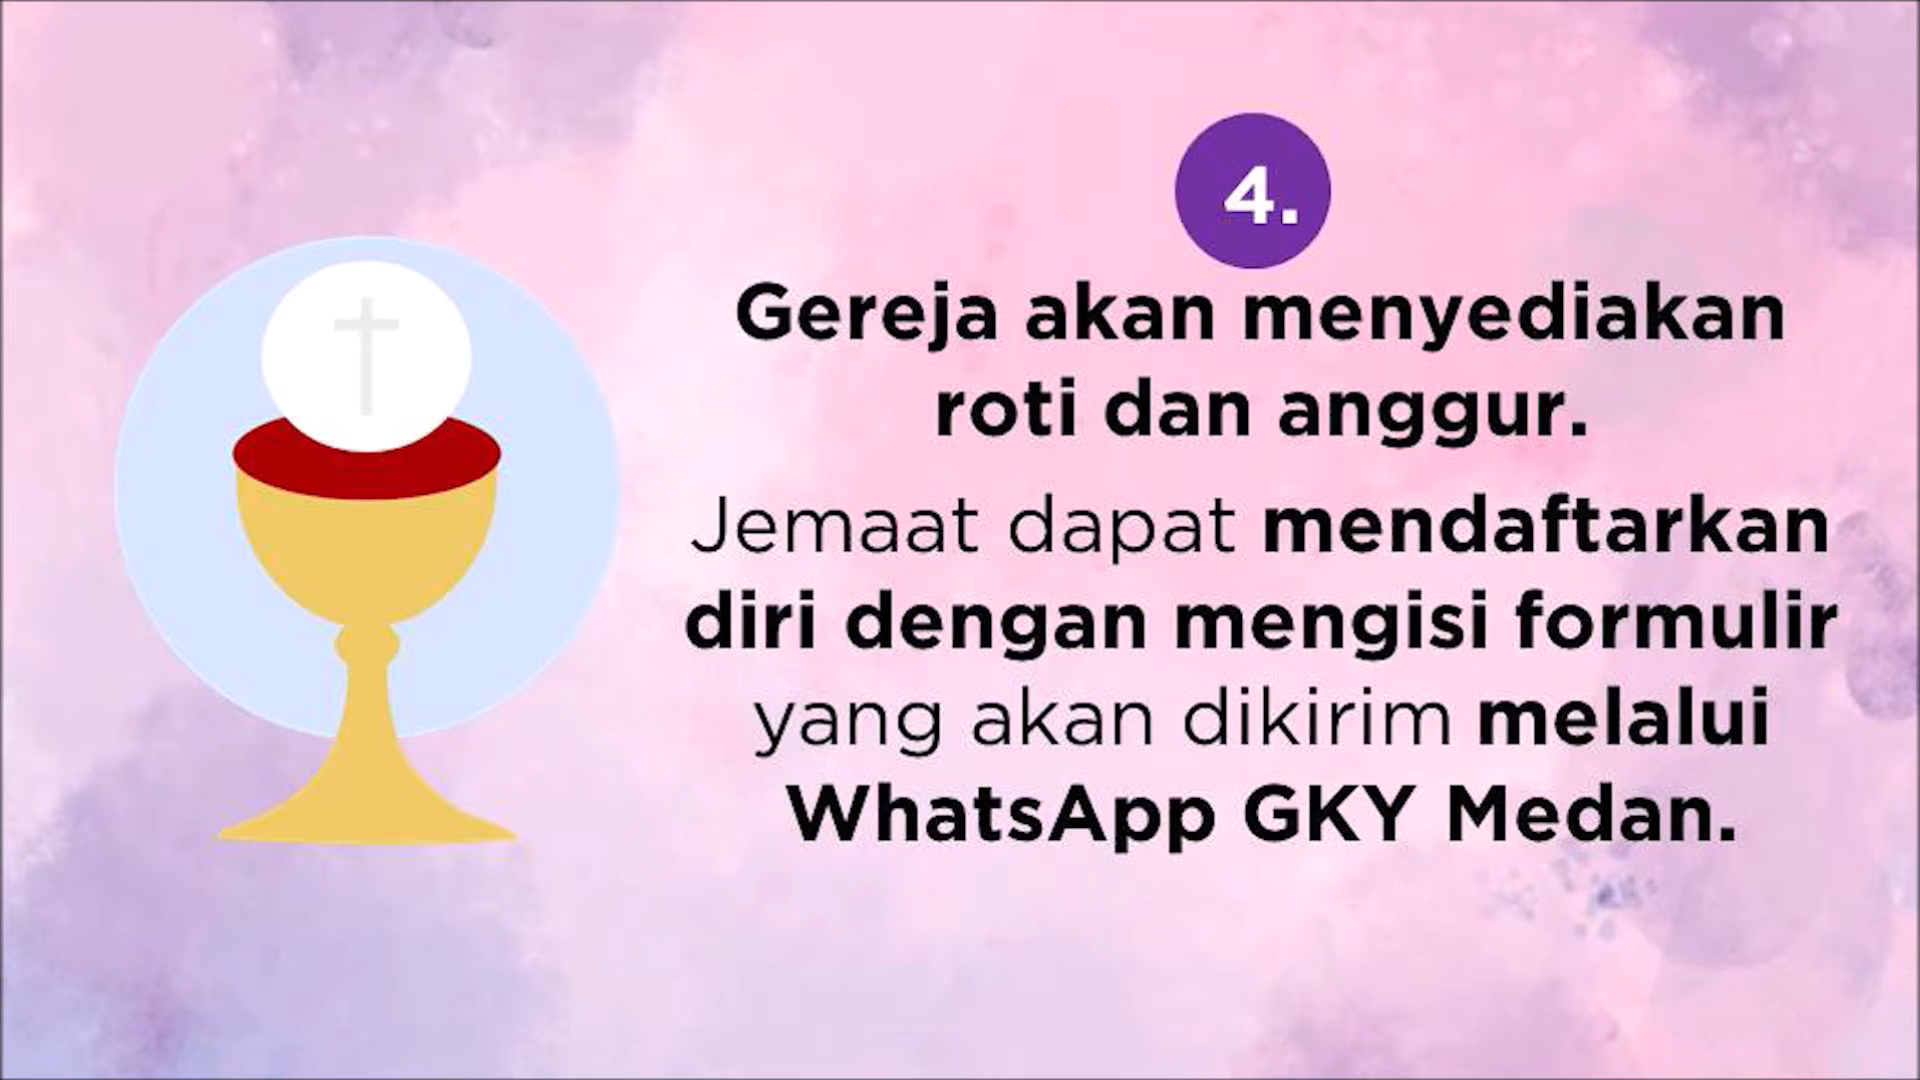 4.
Gereja akan menyediakan
roti dan anggur.
Jemaat dapat mendaftarkan
diri dengan mengisi formulir
yang akan dikirim melalui
WhatsApp GKY Medan.